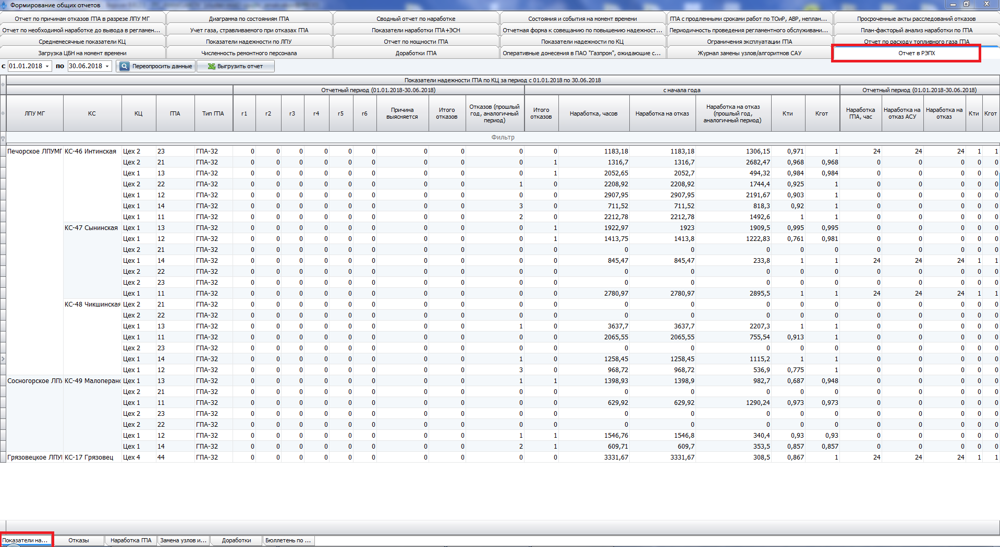 Формирование общих отчетов
Отчет по причинам отказов ГПА в разрезе ЛПУ МГ Диаграмма по состояниям ГПА Сводный отчет по наработке Состояния и события на момент времени ГПА с продленными сроками работ по ТОиР, АВР, неплан... Просроченные акты расследований отказов
Отчет по необходимой наработке до вывода в регламен... Учет газа, стравливаемого при отказах ГПА Показатели наработки ГПА+ЭСН Отчетная форма к совещанию по повышению надежност... Периодичность проведения регламентного обслуживани... План-факторый анализ наработки по ГПА
Среднемесячные показатели КЦ Показатели надежности по ЛПУ Отчет по мощности ГПА Показатели надежности по КЦ Ограничения эксплуатации ГПА Отчет по расходу топливного газа ГПА
Загрузка ЦБН на момент времени Численность ремонтного персонала Доработки ГПА Оперативные донесения в ПАО "Газпром", ожидающие с... Журнал замены узлов/алгоритмов САУ Отчет в РЭПХ
с 01.01.2018 по 30.06.2018 Переопросить данные Выгрузить отчет
Показатели надежности ГПА по КЦ за период с 01.01.2018 по 30.06.2018
Отчетный период (01.01.2018-30.06.2018) с начала года Отчетный период (01.01.2018-30.06.2018)
ЛПУ МГ КС КЦ ГПА Тип ГПА r1 r2 r3 r4 r5 r6 Причина выясняется Итого отказов Отказов (прошлый год, аналогичный период) Итого отказов Наработка, часов Наработка на отказ Наработка на отказ (прошлый год, аналогичный период) Кти Кгот Наработка ГПА, час Наработка на отказ АСУ Наработка на отказ Кти Кгот
Фильтр
Печорское ЛПУМГ КС-46 Интинская Цех 2 23 ГПА-32 0 0 0 0 0 0 0 0 0 0 1183,18 1183,18 1306,15 0,971 1 24 24 24 1 1
Цех 2 21 ГПА-32 0 0 0 0 0 0 0 0 0 1 1316,7 1316,7 2682,47 0,968 0,968 0 0 0 0 0
Цех 1 13 ГПА-32 0 0 0 0 0 0 0 0 0 1 2052,65 2052,7 494,32 0,984 0,984 0 0 0 0 0
Цех 2 22 ГПА-32 0 0 0 0 0 0 0 0 1 0 2208,92 2208,92 1744,4 0,925 1 0 0 0 0 0
Цех 1 12 ГПА-32 0 0 0 0 0 0 0 0 0 0 2907,95 2907,95 2191,67 0,903 1 0 0 0 0 0
Цех 1 14 ГПА-32 0 0 0 0 0 0 0 0 3 0 711,52 711,52 818,3 0,92 1 0 0 0 0 0
Цех 1 11 ГПА-32 0 0 0 0 0 0 0 0 2 0 2212,78 2212,78 1492,6 1 1 0 0 0 0 0
КС-47 Сынинская Цех 1 13 ГПА-32 0 0 0 0 0 0 0 0 0 1 1922,97 1923 1909,5 0,995 0,995 0 0 0 0 0
Цех 1 12 ГПА-32 0 0 0 0 0 0 0 0 0 1 1413,75 1413,8 1222,83 0,761 0,981 0 0 0 0 0
Цех 2 21 ГПА-32 0 0 0 0 0 0 0 0 0 0 0 0 0 0 0 0 0 0 0 0
Цех 1 14 ГПА-32 0 0 0 0 0 0 0 0 0 0 845,47 845,47 233,8 1 1 24 24 24 1 1
Цех 2 22 ГПА-32 0 0 0 0 0 0 0 0 0 0 0 0 0 0 0 0 0 0 0 0
Цех 2 23 ГПА-32 0 0 0 0 0 0 0 0 0 0 0 0 0 0 0 0 0 0 0 0
Цех 1 11 ГПА-32 0 0 0 0 0 0 0 0 0 0 2780,97 2780,97 2895,5 1 1 24 24 24 1 1
КС-48 Чикшинская Цех 2 21 ГПА-32 0 0 0 0 0 0 0 0 0 0 0 0 0 0 0 0 0 0 0 0
Цех 2 22 ГПА-32 0 0 0 0 0 0 0 0 0 0 0 0 0 0 0 0 0 0 0 0
Цех 1 13 ГПА-32 0 0 0 0 0 0 0 0 1 0 3637,7 3637,7 2207,3 1 1 0 0 0 0 0
Цех 1 11 ГПА-32 0 0 0 0 0 0 0 0 0 0 2065,55 2065,55 755,54 0,913 1 0 0 0 0 0
Цех 2 23 ГПА-32 0 0 0 0 0 0 0 0 0 0 0 0 0 0 0 0 0 0 0 0
Цех 1 14 ГПА-32 0 0 0 0 0 0 0 0 1 0 1258,45 1258,45 1115,2 1 1 0 0 0 0 0
Цех 1 12 ГПА-32 0 0 0 0 0 0 0 0 3 0 968,72 968,72 536,9 0,775 1 0 0 0 0 0
Сосногорское ЛПУ КС-49 Малоперанс Цех 1 13 ГПА-32 0 0 0 0 0 0 0 0 1 1 1398,93 1398,9 982,7 0,687 0,948 0 0 0 0 0
Цех 2 21 ГПА-32 0 0 0 0 0 0 0 0 0 0 0 0 0 0 0 0 0 0 0 0
Цех 1 11 ГПА-32 0 0 0 0 0 0 0 0 0 0 629,92 629,92 1290,24 0,973 0,973 0 0 0 0 0
Цех 2 23 ГПА-32 0 0 0 0 0 0 0 0 0 0 0 0 0 0 0 0 0 0 0 0
Цех 2 22 ГПА-32 0 0 0 0 0 0 0 0 0 0 0 0 0 0 0 0 0 0 0 0
Цех 1 12 ГПА-32 0 0 0 0 0 0 0 0 1 1 1546,76 1546,8 340,4 0,93 0,93 0 0 0 0 0
Цех 1 14 ГПА-32 0 0 0 0 0 0 0 0 2 1 609,71 609,7 353,5 0,857 0,857 0 0 0 0 0
Грязовецкое ЛПУ КС-17 Грязовец Цех 4 44 ГПА-32 0 0 0 0 0 0 0 0 0 0 3331,67 3331,67 308,5 0,867 1 24 24 24 1 1
Показатели на... Отказы Наработка ГПА Замена узлов и... Доработки Бюллетень по ...